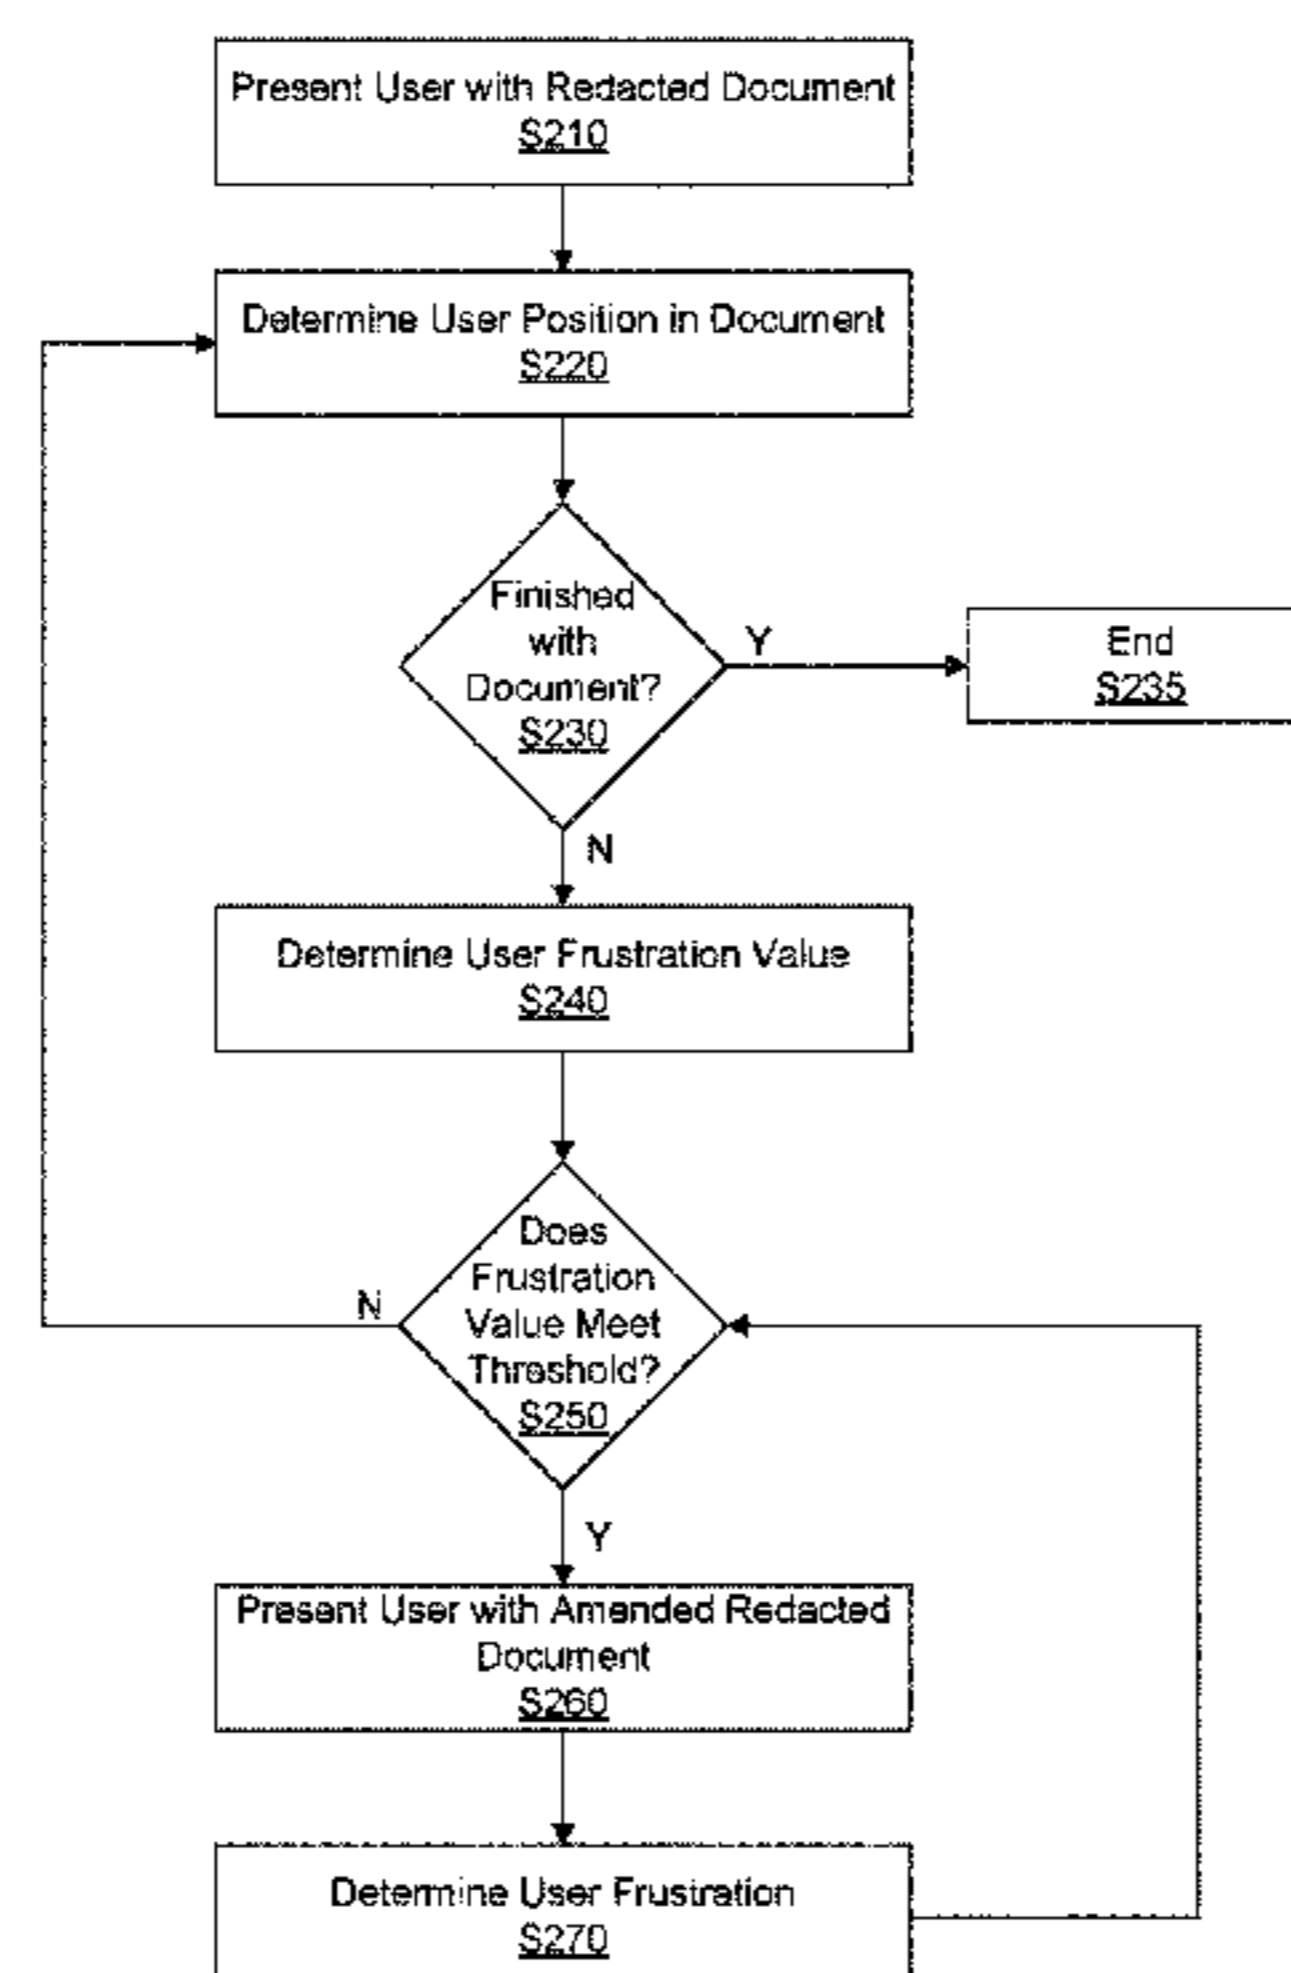 Present User with Redacted Document
S210
Determine User Position in Document
S220
Finished
with
Document?
S230
Y
End
S235
N
Determine User Frustration Value
S240
Does
Frustration
Value Meet
Threshold?
S250
N
Y
Present User with Amended Redacted
Document
S260
Determine User Frustration
S270